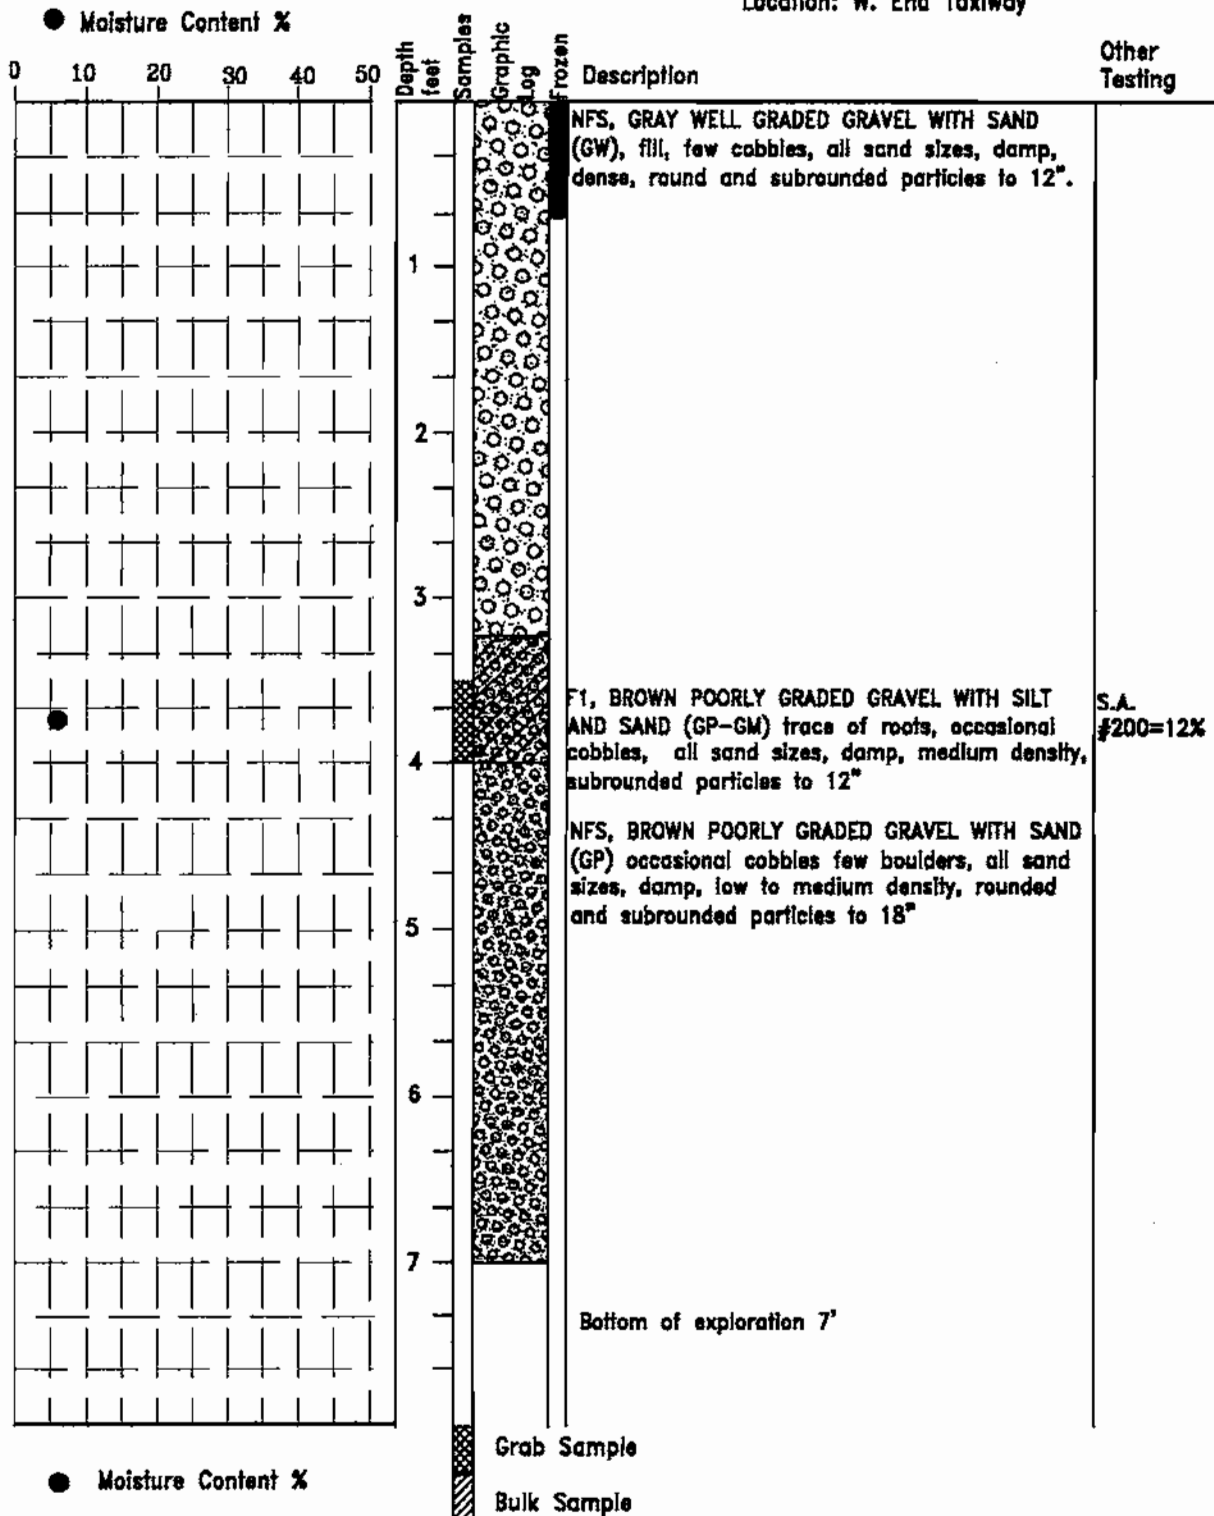 Location: W. End Taxiway
● Moisture Content %
0 10 20 30 40 50
Depth feet
Samples
Graphic Log
Frozen
Description
Other Testing
NFS, GRAY WELL GRADED GRAVEL WITH SAND
(GW), fill, few cobbles, all sand sizes, damp,
dense, round and subrounded particles to 12".
1
2
3
F1, BROWN POORLY GRADED GRAVEL WITH SILT
AND SAND (GP-GM) trace of roots, occasional
cobbles, all sand sizes, damp, medium density,
subrounded particles to 12"
S.A.
#200=12%
4
NFS, BROWN POORLY GRADED GRAVEL WITH SAND
(GP) occasional cobbles few boulders, all sand
sizes, damp, low to medium density, rounded
and subrounded particles to 18"
5
6
7
Bottom of exploration 7'
Grab Sample
● Moisture Content %
Bulk Sample